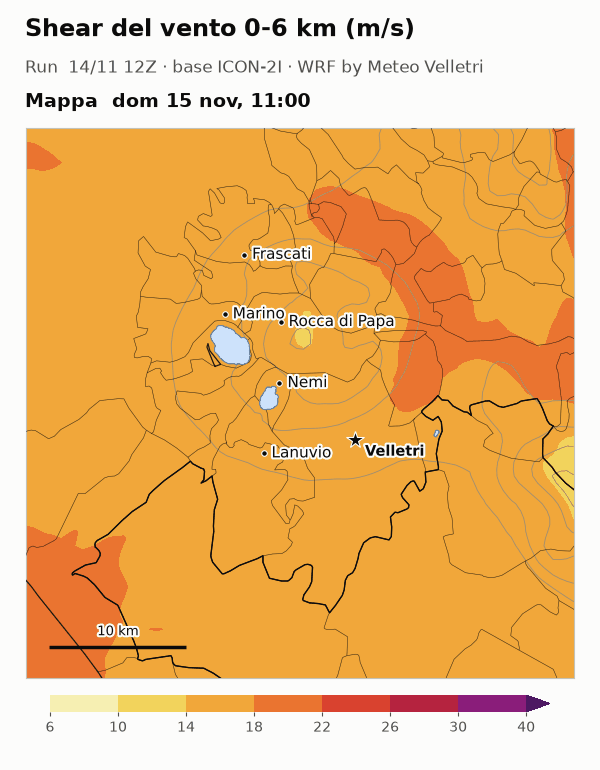 Shear del vento 0-6 km (m/s)
Run  14/11 12Z · base ICON-2I · WRF by Meteo Velletri
Mappa  dom 15 nov, 11:00
Frascati
Marino
Rocca di Papa
Nemi
Velletri
Lanuvio
10 km
6 10 14 18 22 26 30 40